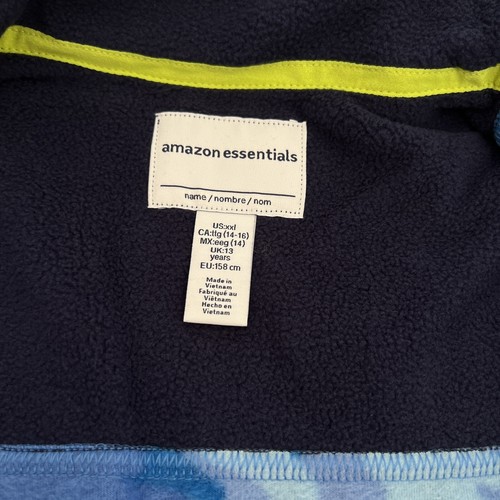 amazon essentials
name / nombre / nom
US:xxl
CA:ttg (14-16)
MX:eeg (14)
UK:13
years
EU:158 cm
Made in
Vietnam
Fabriqué au
Viêtnam
Hecho en
Vietnam